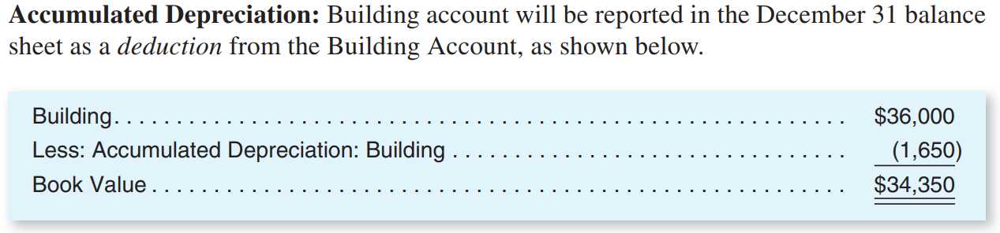 Accumulated Depreciation: Building account will be reported in the December 31 balance
sheet as a deduction from the Building Account, as shown below.
Building. . . . . . . . . . . . . . . . . . . . . . . . . . . . . . . . . . . . . . . . . . . . . . . . . . . . . . . . . . $36,000
Less: Accumulated Depreciation: Building . . . . . . . . . . . . . . . . . . . . . . . . . . . . . . . (1,650)
Book Value . . . . . . . . . . . . . . . . . . . . . . . . . . . . . . . . . . . . . . . . . . . . . . . . . . . . . . . $34,350